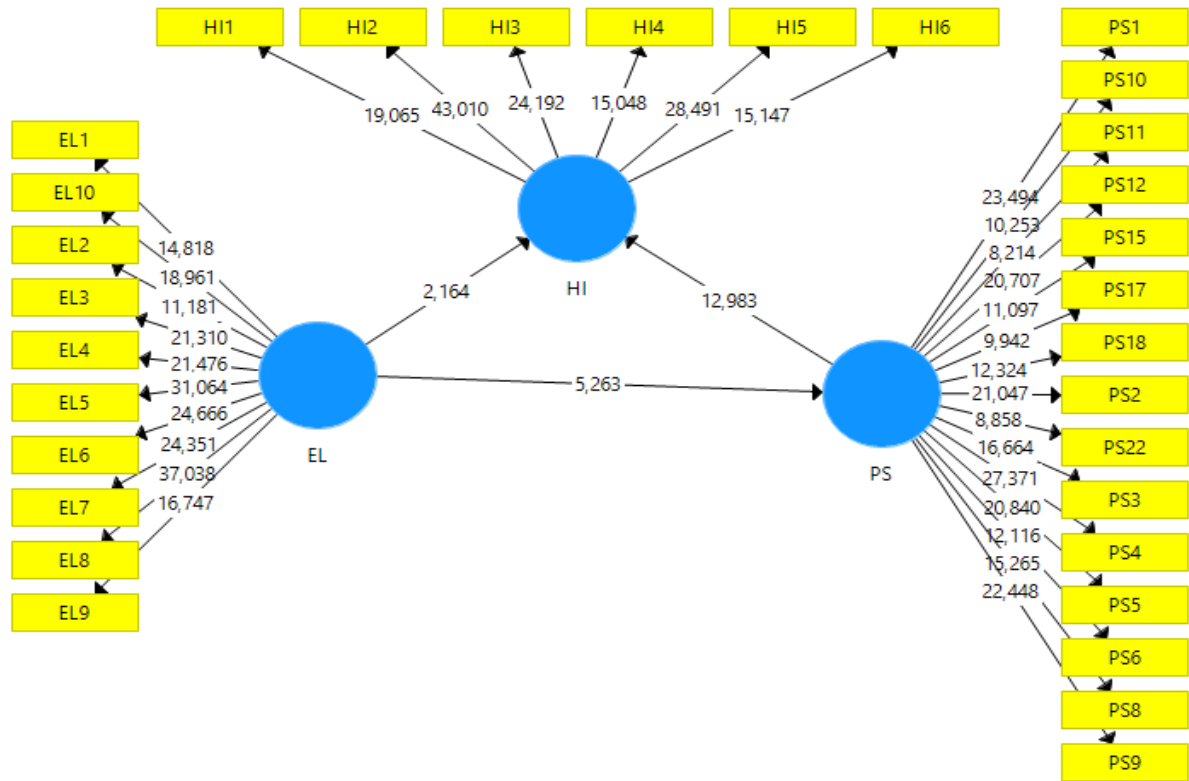 HI1
HI2
HI3
HI4
HI5
HI6
19,065
43,010
24,192
15,048
28,491
15,147
EL1
EL10
EL2
EL3
EL4
EL5
EL6
EL7
EL8
EL9
14,818
18,961
11,181
21,310
21,476
31,064
24,666
24,351
37,038
16,747
EL
2,164
HI
12,983
5,263
PS
23,494
10,253
8,214
20,707
11,097
9,942
12,324
21,047
8,858
16,664
27,371
20,840
12,116
15,265
22,448
PS1
PS10
PS11
PS12
PS15
PS17
PS18
PS2
PS22
PS3
PS4
PS5
PS6
PS8
PS9